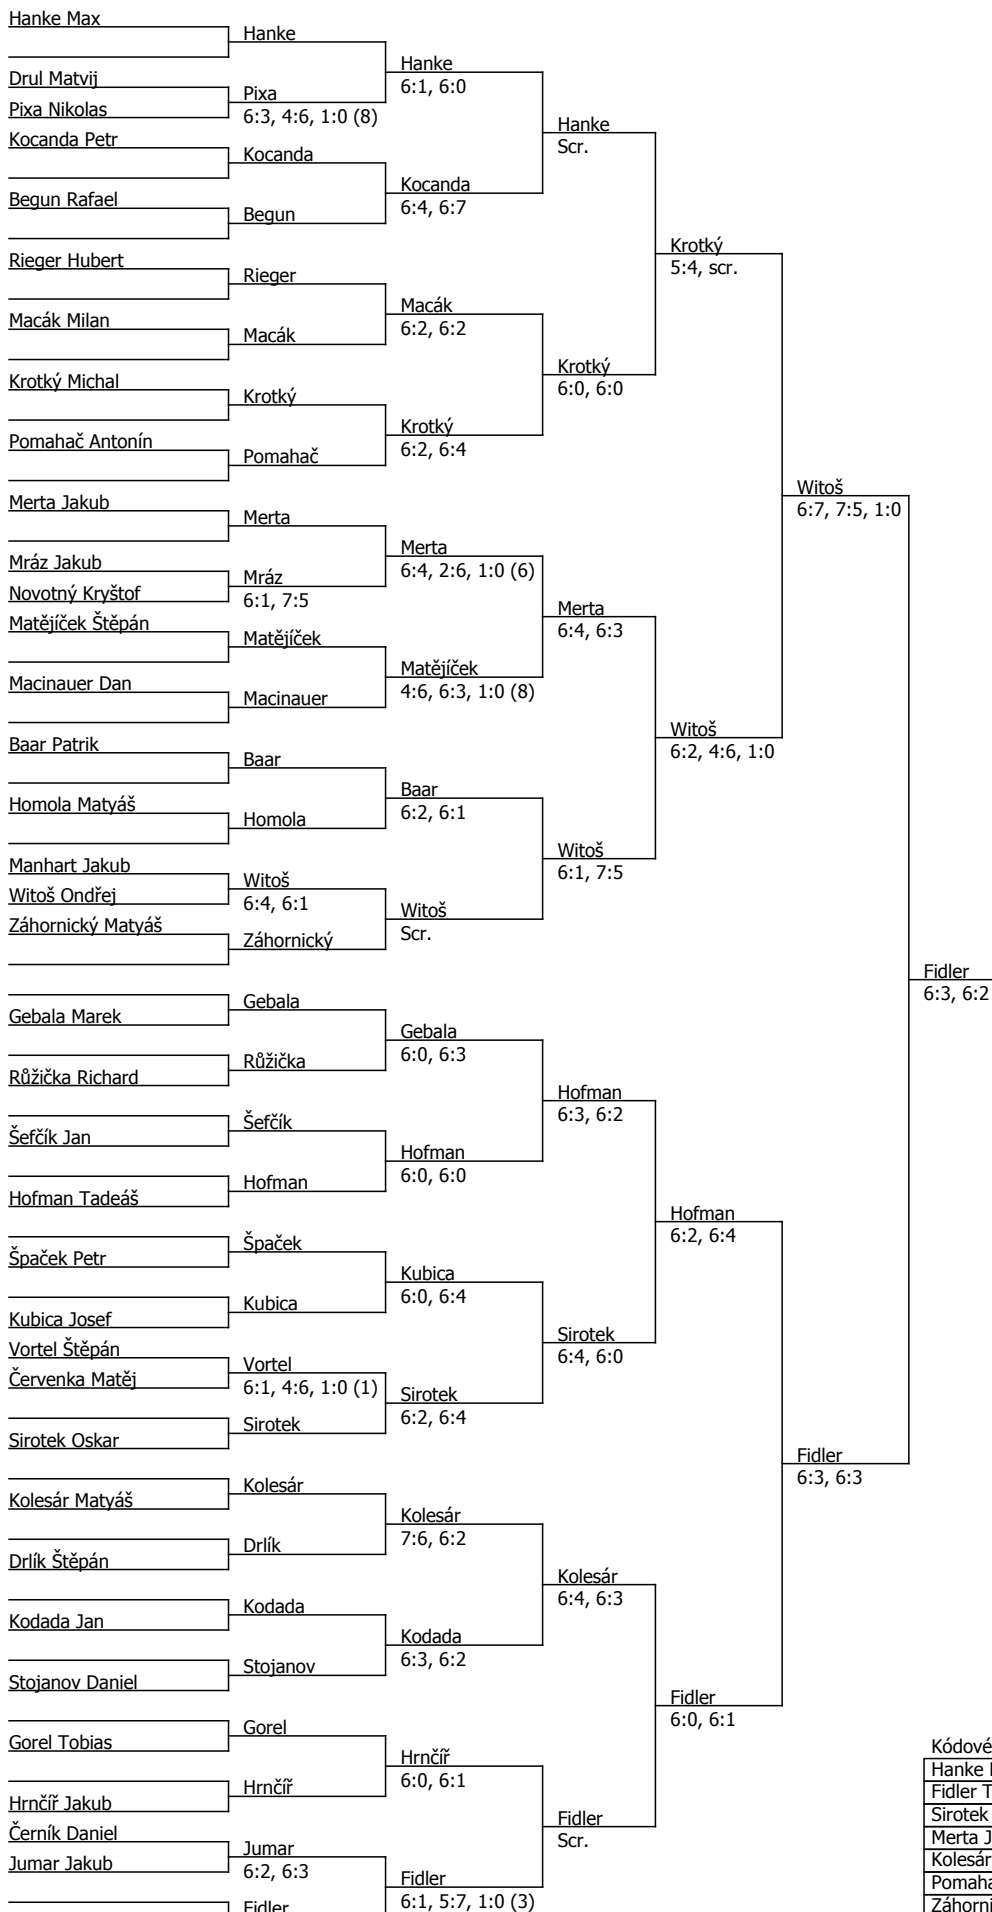 Hanke Max
Drul Matvij
Pixa Nikolas
Kocanda Petr
Begun Rafael
Rieger Hubert
Macák Milan
Krotký Michal
Pomahač Antonín
Merta Jakub
Mráz Jakub
Novotný Kryštof
Matějíček Štěpán
Macinauer Dan
Baar Patrik
Homola Matyáš
Manhart Jakub
Witoš Ondřej
Záhornický Matyáš
Gebala Marek
Růžička Richard
Šefčík Jan
Hofman Tadeáš
Špaček Petr
Kubica Josef
Vortel Štěpán
Červenka Matěj
Sirotek Oskar
Kolesár Matyáš
Drlík Štěpán
Kodada Jan
Stojanov Daniel
Gorel Tobias
Hrnčíř Jakub
Černík Daniel
Jumar Jakub
Hanke
Pixa
6:3, 4:6, 1:0 (8)
Kocanda
Begun
Rieger
Macák
Krotký
Pomahač
Merta
Mráz
6:1, 7:5
Matějíček
Macinauer
Baar
Homola
Witoš
6:4, 6:1
Záhornický
Gebala
Růžička
Šefčík
Hofman
Špaček
Kubica
Vortel
6:1, 4:6, 1:0 (1)
Sirotek
Kolesár
Drlík
Kodada
Stojanov
Gorel
Hrnčíř
Jumar
6:2, 6:3
Fidler
Hanke
6:1, 6:0
Kocanda
6:4, 6:7
Macák
6:2, 6:2
Krotký
6:2, 6:4
Merta
6:4, 2:6, 1:0 (6)
Matějíček
4:6, 6:3, 1:0 (8)
Baar
6:2, 6:1
Witoš
Scr.
Gebala
6:0, 6:3
Hofman
6:0, 6:0
Kubica
6:0, 6:4
Sirotek
6:2, 6:4
Kolesár
7:6, 6:2
Kodada
6:3, 6:2
Hrnčíř
6:0, 6:1
Fidler
6:1, 5:7, 1:0 (3)
Hanke
Scr.
Krotký
6:0, 6:0
Merta
6:4, 6:3
Witoš
6:1, 7:5
Hofman
6:3, 6:2
Sirotek
6:4, 6:0
Kolesár
6:4, 6:3
Fidler
Scr.
Krotký
5:4, scr.
Witoš
6:2, 4:6, 1:0
Hofman
6:2, 6:4
Fidler
6:0, 6:1
Witoš
6:7, 7:5, 1:0
Fidler
6:3, 6:3
Fidler
6:3, 6:2
Kódové
Hanke
Fidler T
Sirotek
Merta J
Kolesár